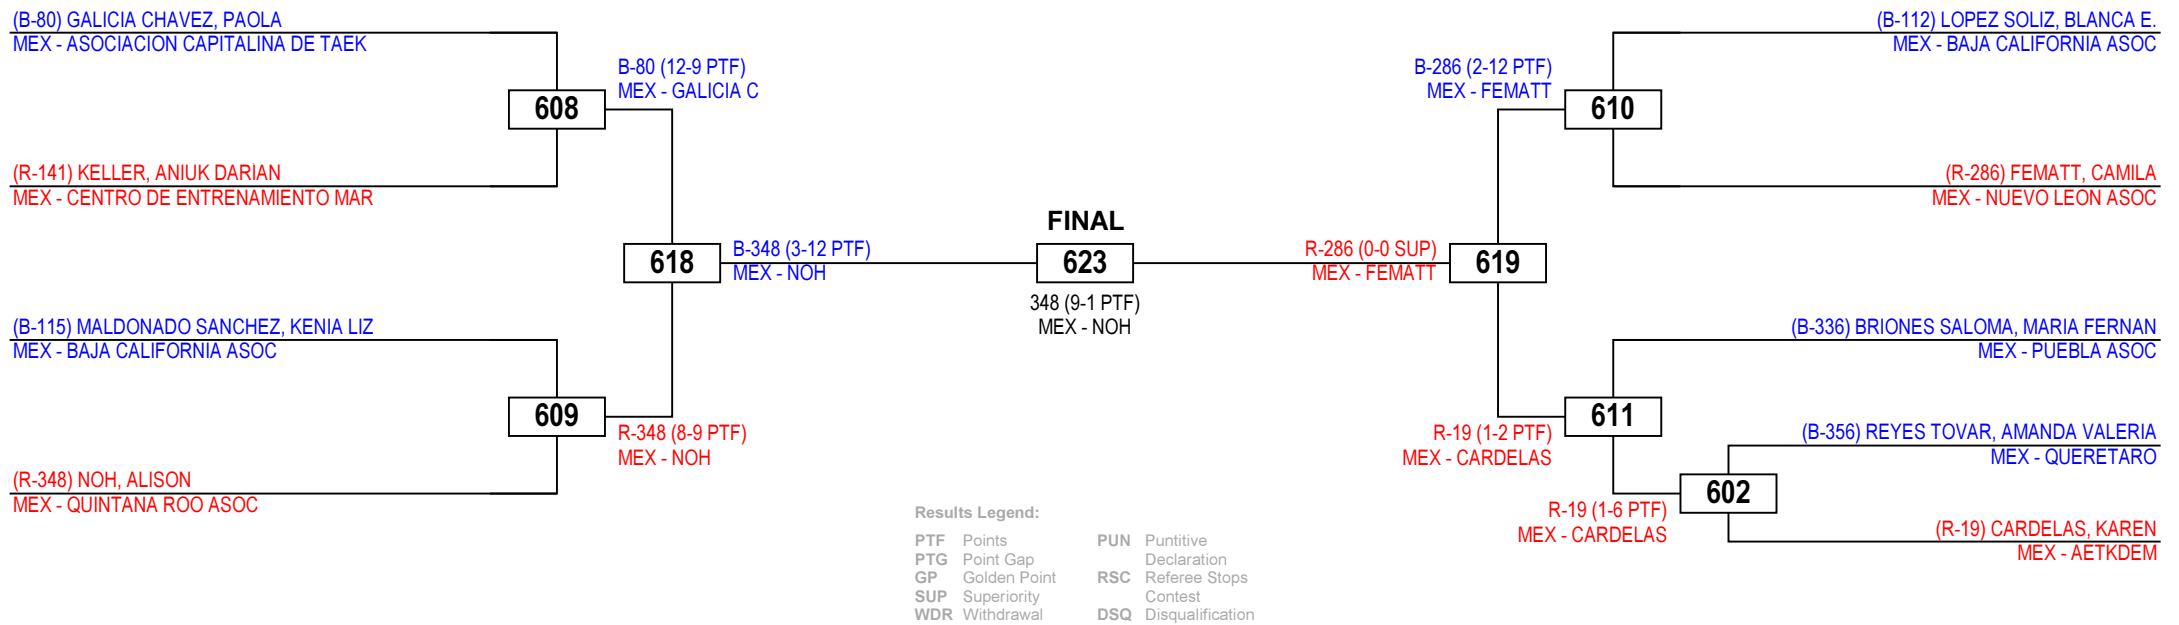 (B-80) GALICIA CHAVEZ, PAOLA
MEX - ASOCIACION CAPITALINA DE TAEK
B-80 (12-9 PTF)
MEX - GALICIA C
608
(R-141) KELLER, ANIUK DARIAN
MEX - CENTRO DE ENTRENAMIENTO MAR
618
B-348 (3-12 PTF)
MEX - NOH
(B-115) MALDONADO SANCHEZ, KENIA LIZ
MEX - BAJA CALIFORNIA ASOC
609
R-348 (8-9 PTF)
MEX - NOH
(R-348) NOH, ALISON
MEX - QUINTANA ROO ASOC
FINAL
623
348 (9-1 PTF)
MEX - NOH
(B-112) LOPEZ SOLIZ, BLANCA E.
MEX - BAJA CALIFORNIA ASOC
B-286 (2-12 PTF)
MEX - FEMATT
610
(R-286) FEMATT, CAMILA
MEX - NUEVO LEON ASOC
R-286 (0-0 SUP)
MEX - FEMATT
619
(B-336) BRIONES SALOMA, MARIA FERNAN
MEX - PUEBLA ASOC
611
R-19 (1-2 PTF)
MEX - CARDELAS
(B-356) REYES TOVAR, AMANDA VALERIA
MEX - QUERETARO
602
R-19 (1-6 PTF)
MEX - CARDELAS
(R-19) CARDELAS, KAREN
MEX - AETKDEM
Results Legend:
PTF Points
PTG Point Gap
GP Golden Point
SUP Superiority
WDR Withdrawal
PUN Puntitive
Declaration
RSC Referee Stops
Contest
DSQ Disqualification